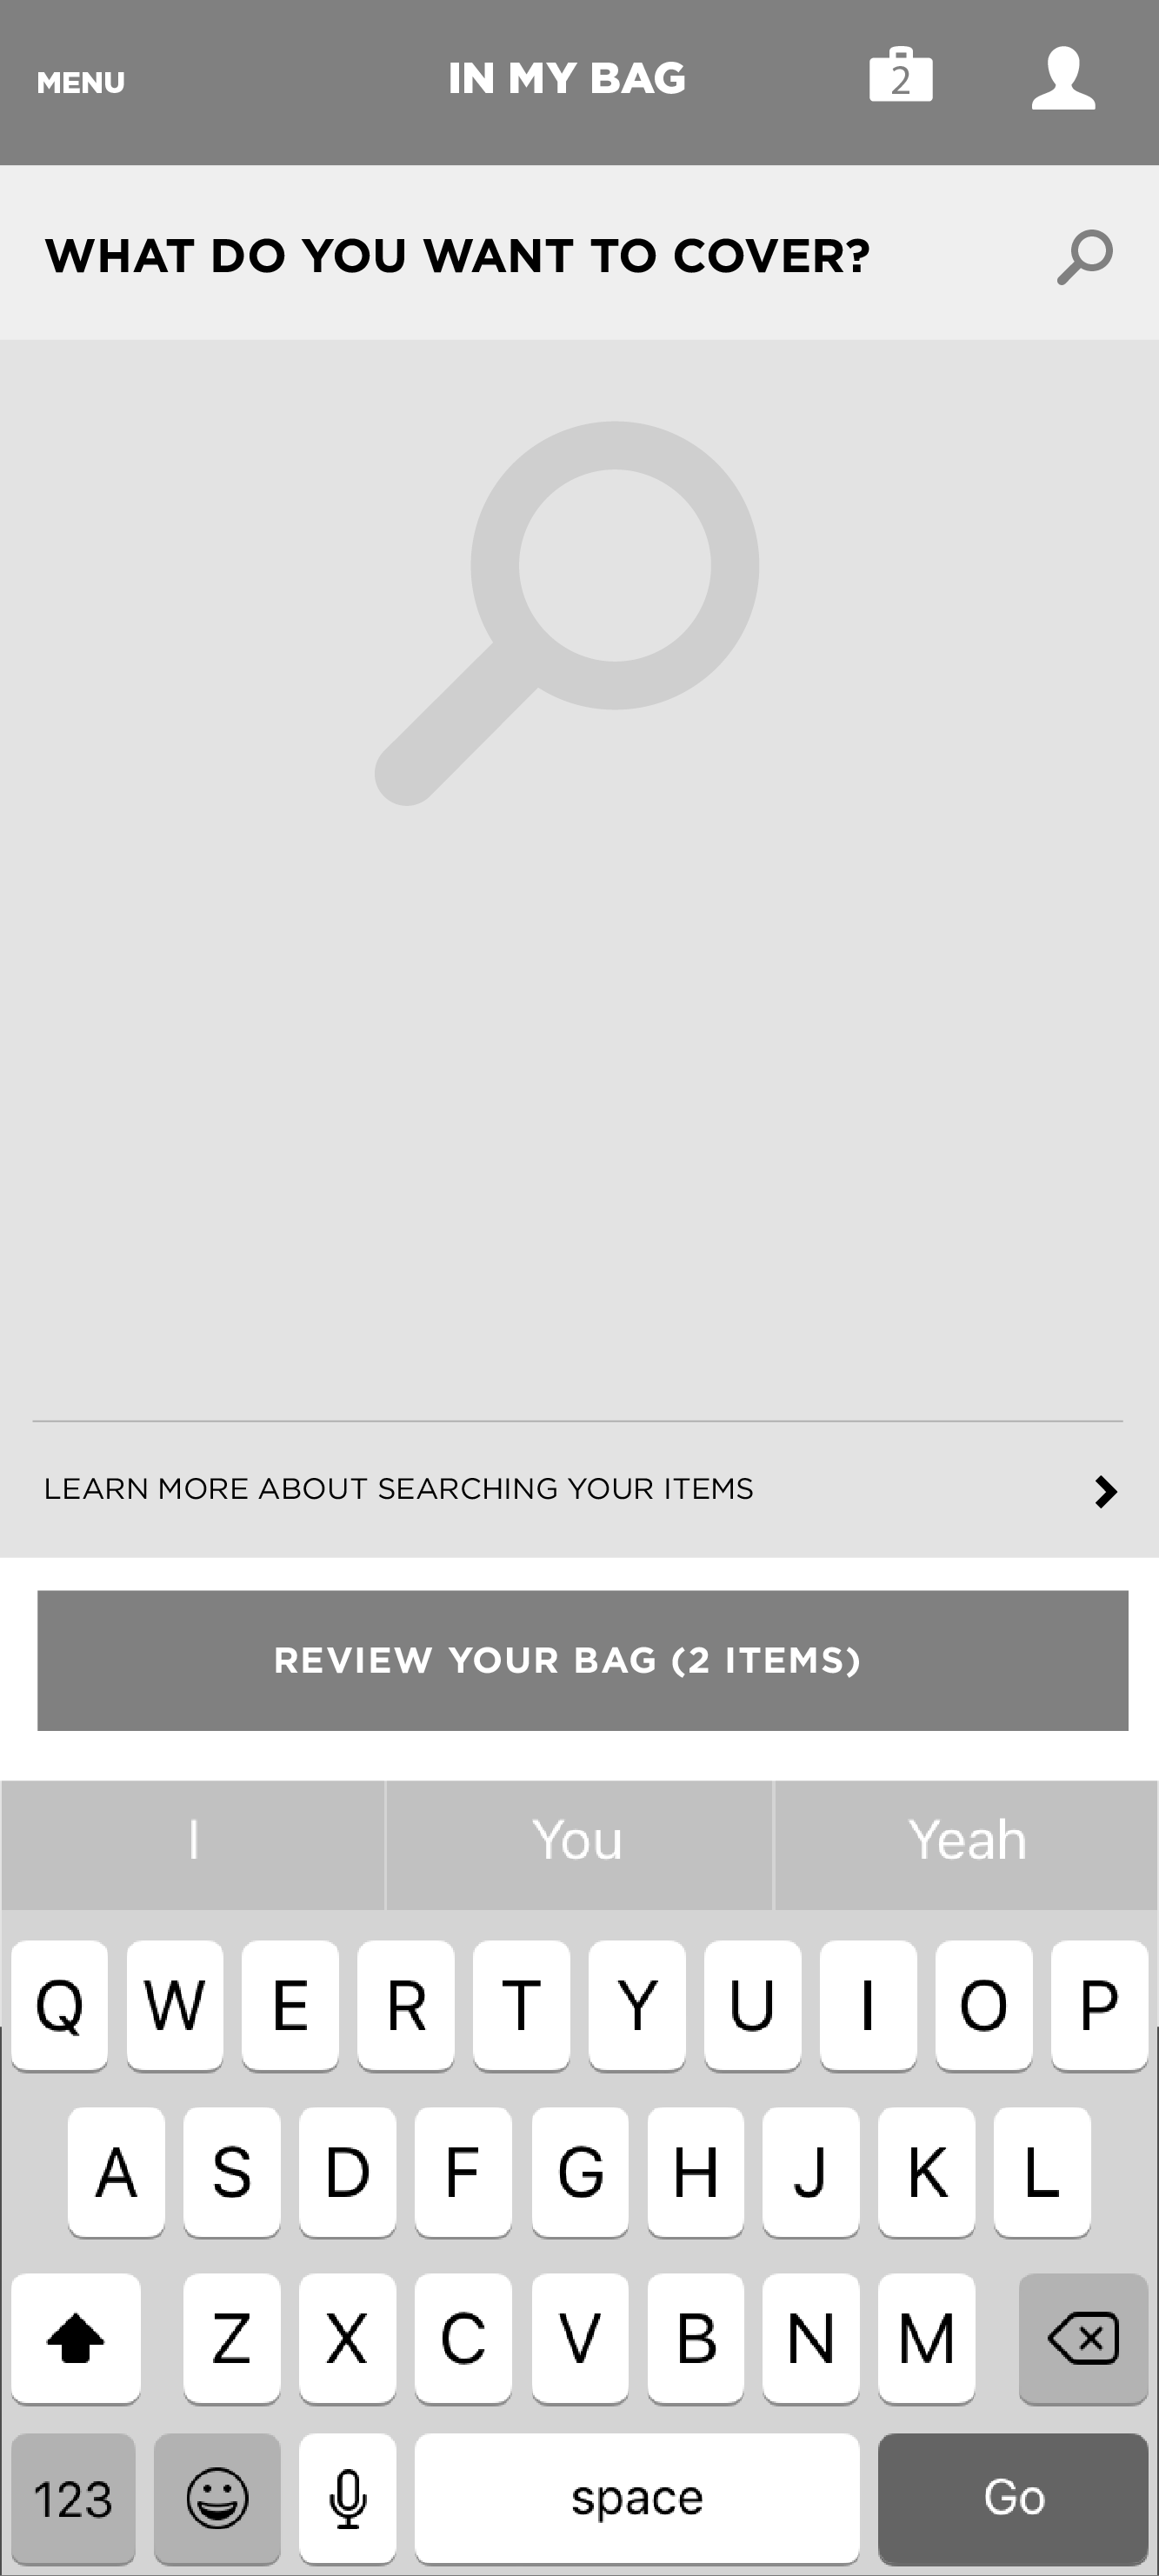 MENU IN MY BAG 2
WHAT DO YOU WANT TO COVER?
LEARN MORE ABOUT SEARCHING YOUR ITEMS
REVIEW YOUR BAG (2 ITEMS)
I You Yeah
Q W E R T Y U I O P
A S D F G H J K L
Z X C V B N M
123 space Go